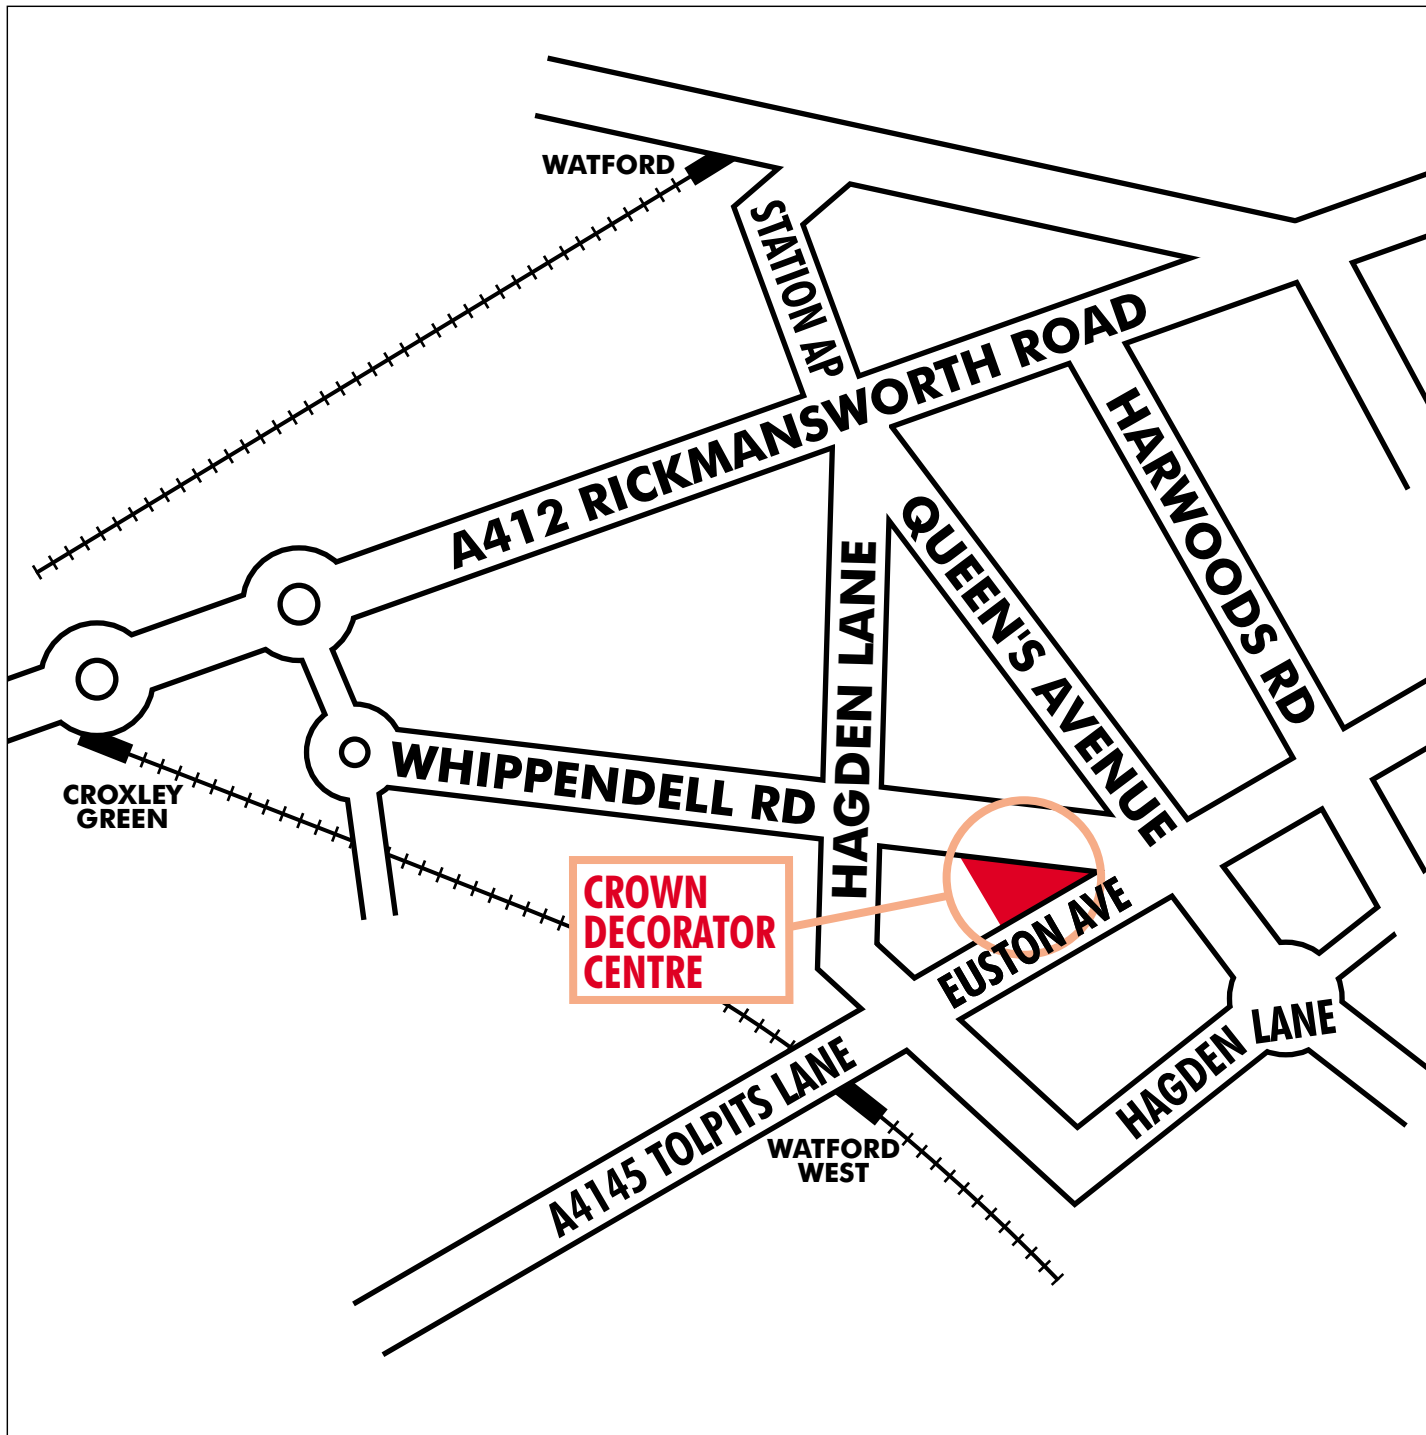 WATFORD
STATION AP
A412 RICKMANSWORTH ROAD
HARWOODS RD
QUEEN'S AVENUE
HAGDEN LANE
WHIPPENDELL RD
CROXLEY
GREEN
CROWN
DECORATOR
CENTRE
EUSTON AVE
HAGDEN LANE
A4145 TOLPITS LANE
WATFORD
WEST